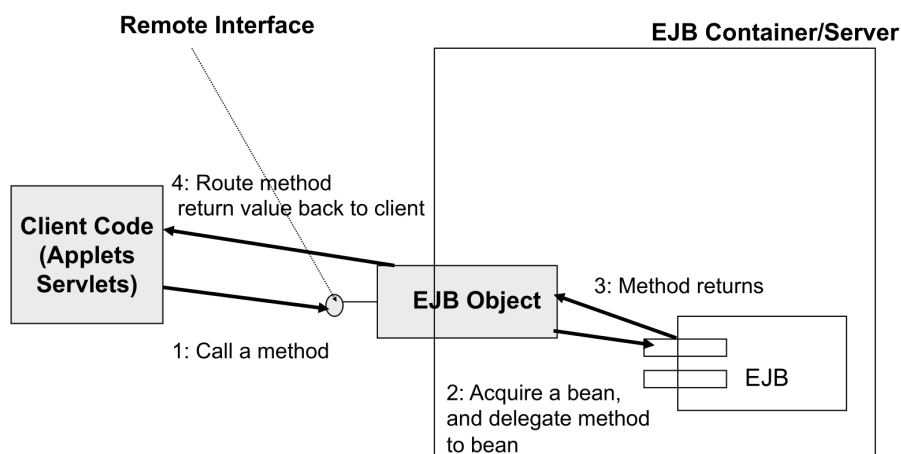 Remote Interface
EJB Container/Server
4: Route method
return value back to client
Client Code
(Applets
Servlets)
EJB Object
3: Method returns
1: Call a method
EJB
2: Acquire a bean,
and delegate method
to bean